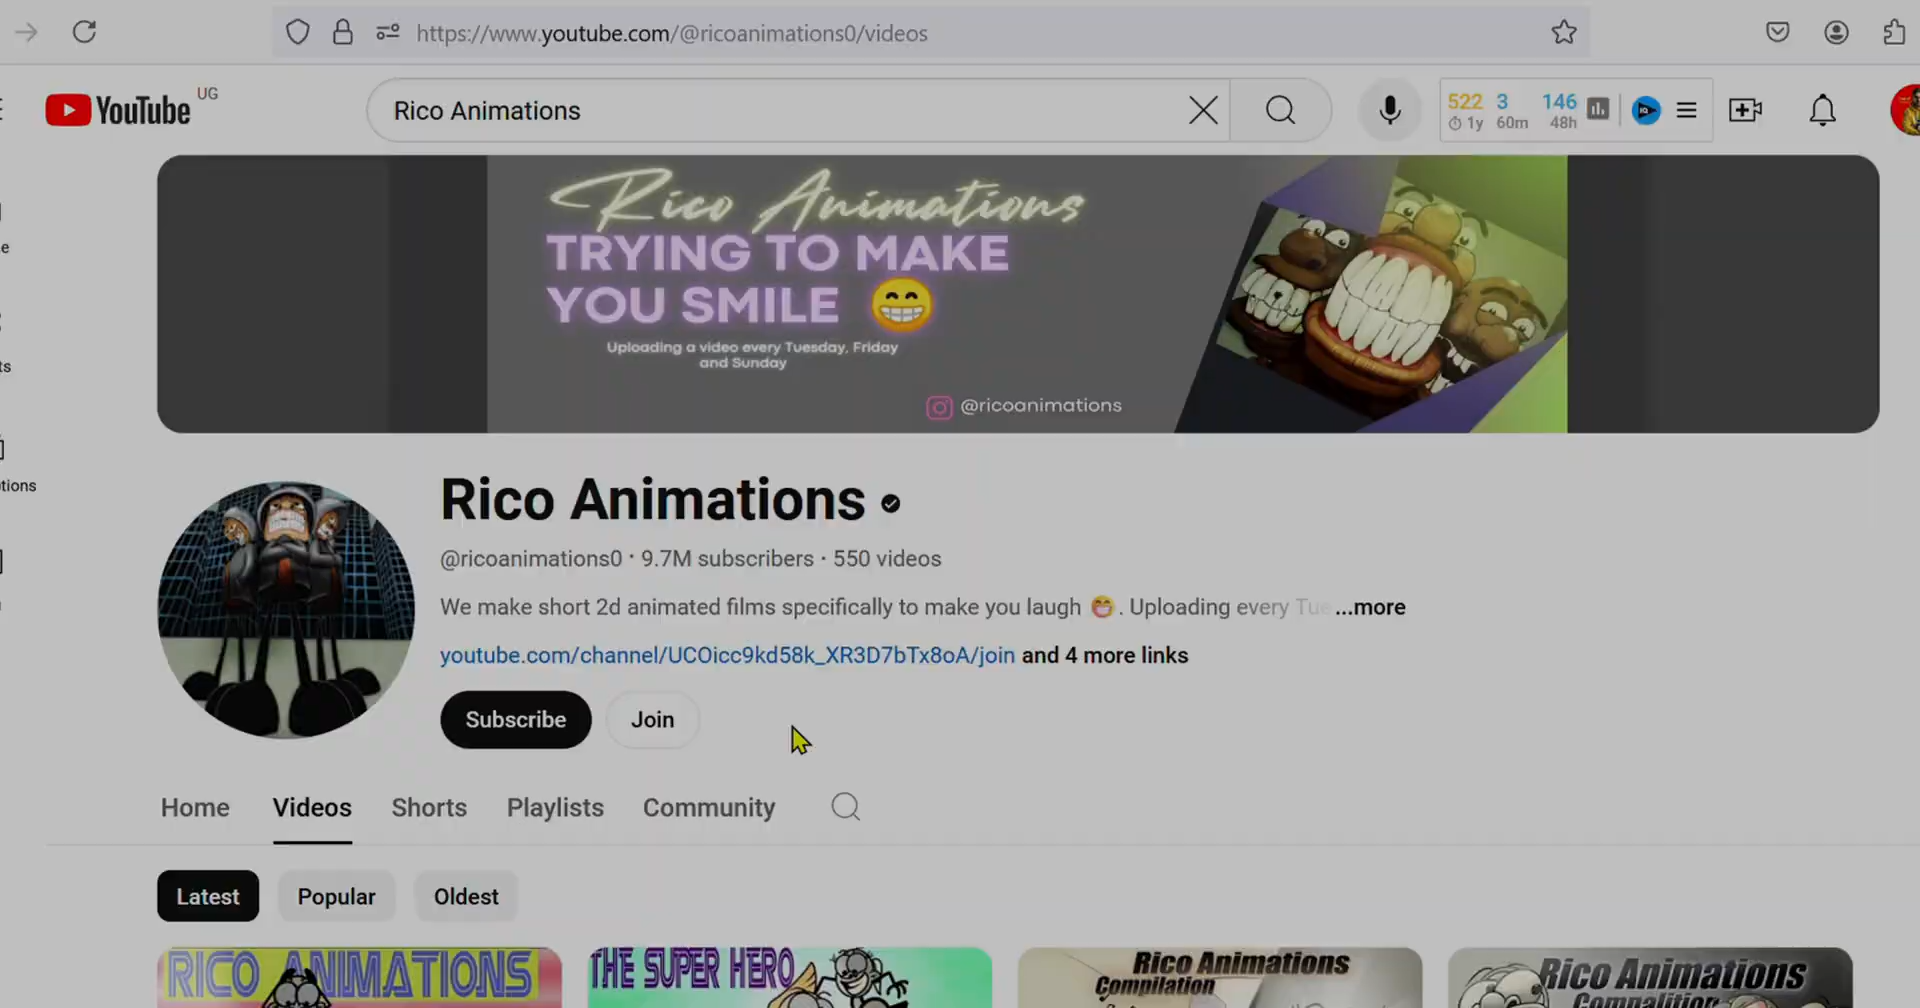 https://www.youtube.com/@ricoanimations0/videos
YouTube UG
Rico Animations
522 3 146
1y 60m 48h
Rico Animations
TRYING TO MAKE
YOU SMILE 😁
Uploading a video every Tuesday, Friday
and Sunday
@ricoanimations
Rico Animations
@ricoanimations0 · 9.7M subscribers · 550 videos
We make short 2d animated films specifically to make you laugh 😁. Uploading every Tue ...more
youtube.com/channel/UCOicc9kd58k_XR3D7bTx8oA/join and 4 more links
Subscribe Join
Home Videos Shorts Playlists Community
Latest Popular Oldest
RICO ANIMATIONS
THE SUPER HERO
Rico Animations
Compilation
Rico Animations